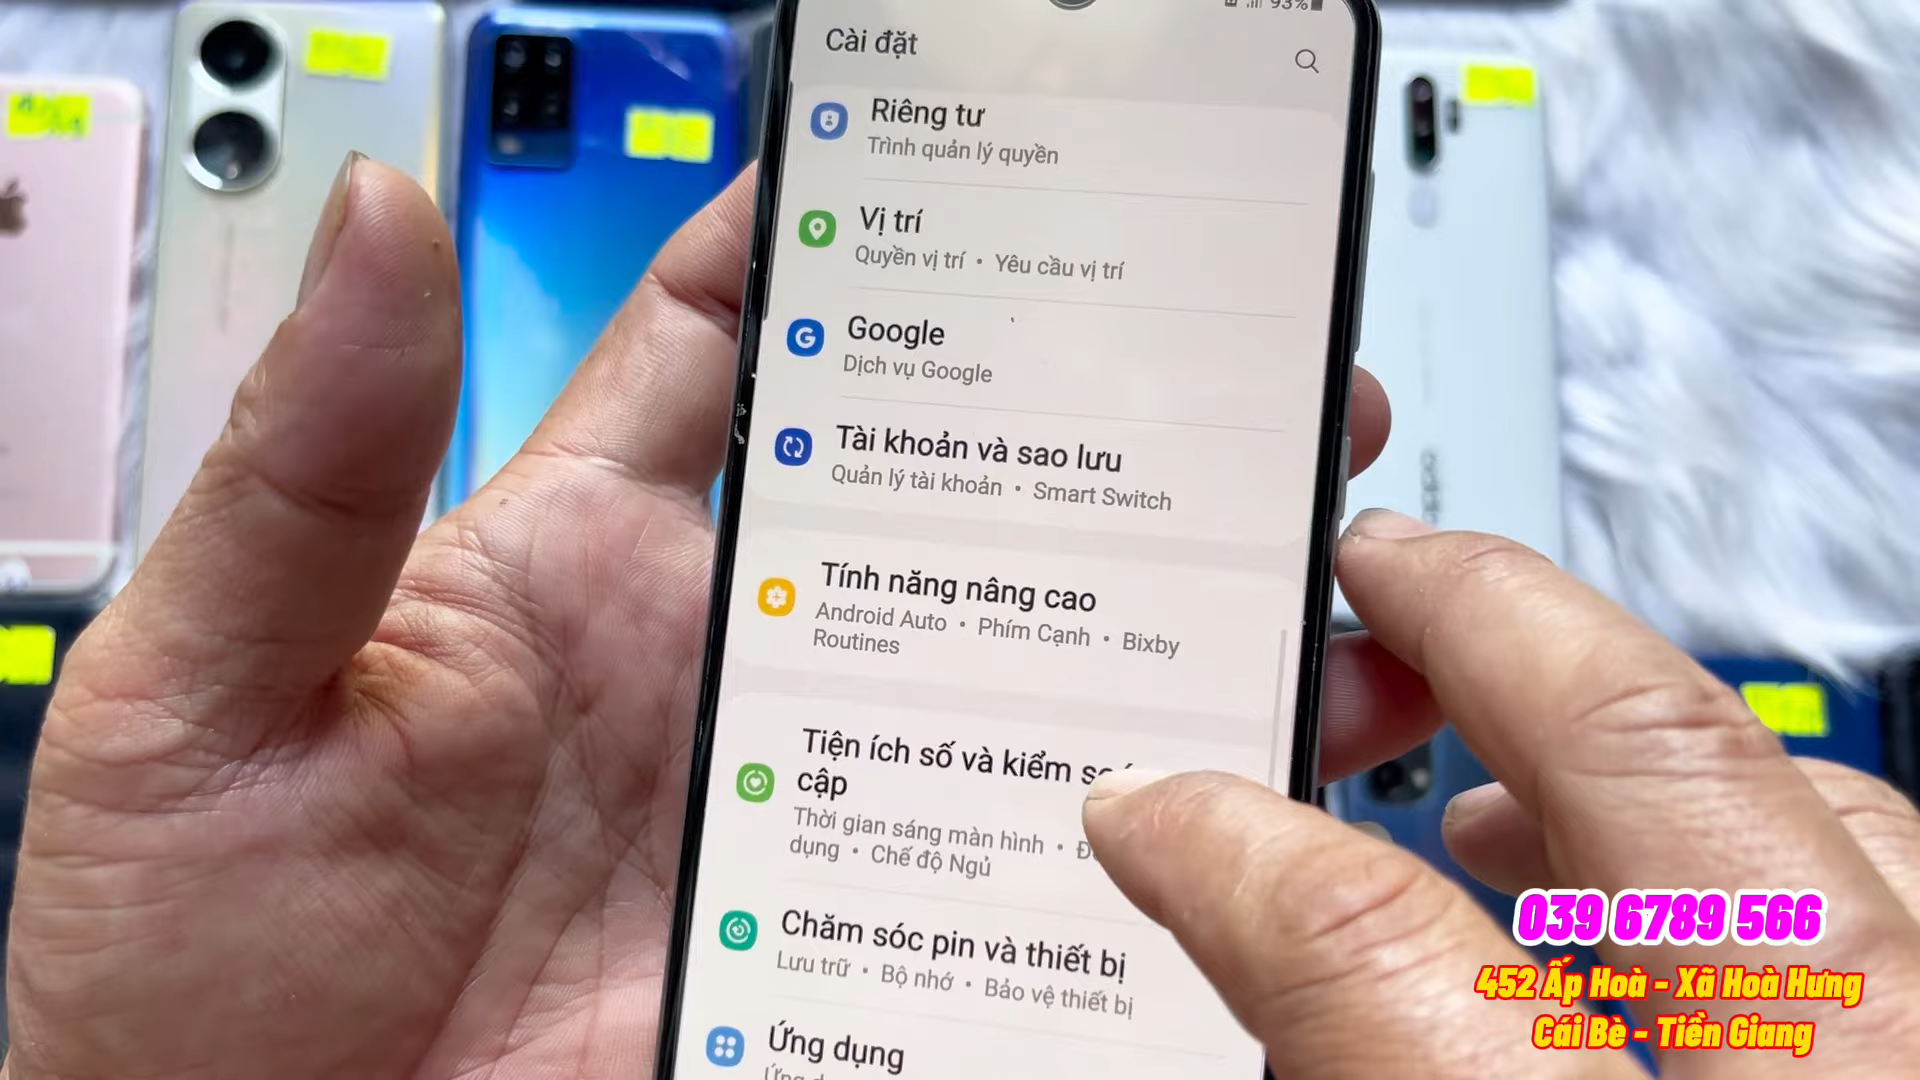 93%
Cài đặt
Riêng tư
Trình quản lý quyền
Vị trí
Quyền vị trí • Yêu cầu vị trí
Google
Dịch vụ Google
Tài khoản và sao lưu
Quản lý tài khoản • Smart Switch
Tính năng nâng cao
Android Auto • Phím Cạnh • Bixby
Routines
Tiện ích số và kiểm
cập
Thời gian sáng màn hình •
dụng • Chế độ Ngủ
Chăm sóc pin và thiết bị
Lưu trữ • Bộ nhớ • Bảo vệ thiết bị
Ứng dụng
oppo
039 6789 566
452 Ấp Hoà - Xã Hoà Hưng
Cái Bè - Tiền Giang